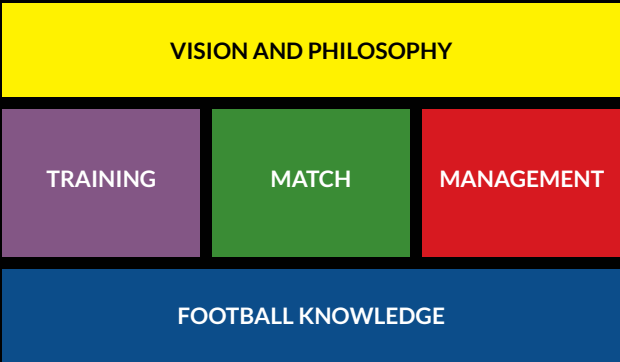 VISION AND PHILOSOPHY
TRAINING
MATCH
MANAGEMENT
FOOTBALL KNOWLEDGE